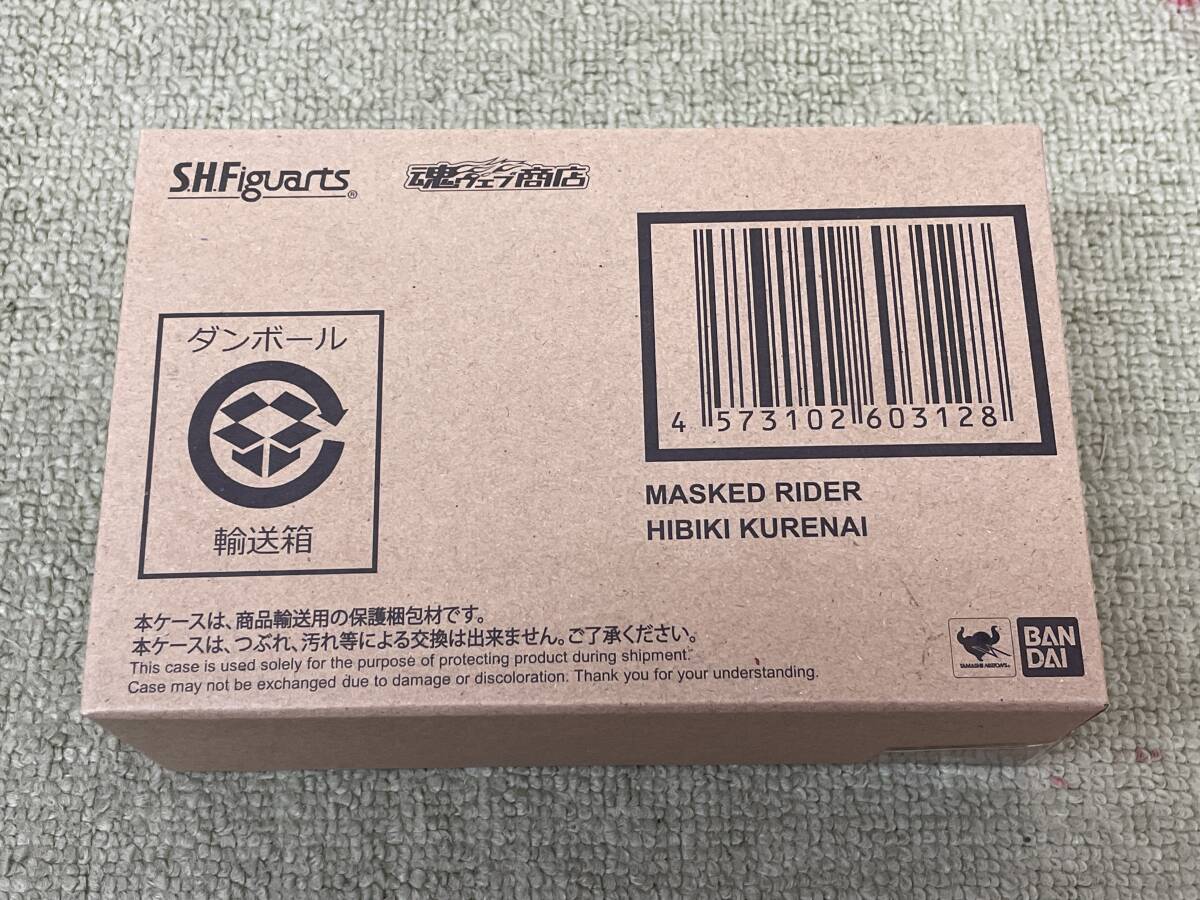 S.H.Figuarts®
魂ウェブ商店
4 573102 603128
MASKED RIDER
HIBIKI KURENAI
ダンボール
輸送箱
本ケースは、商品輸送用の保護梱包材です。
本ケースは、つぶれ、汚れ等による交換は出来ません。ご了承ください。
This case is used solely for the purpose of protecting product during shipment.
Case may not be exchanged due to damage or discoloration. Thank you for your understanding.
TAMASHII NATIONS
BAN
DAI